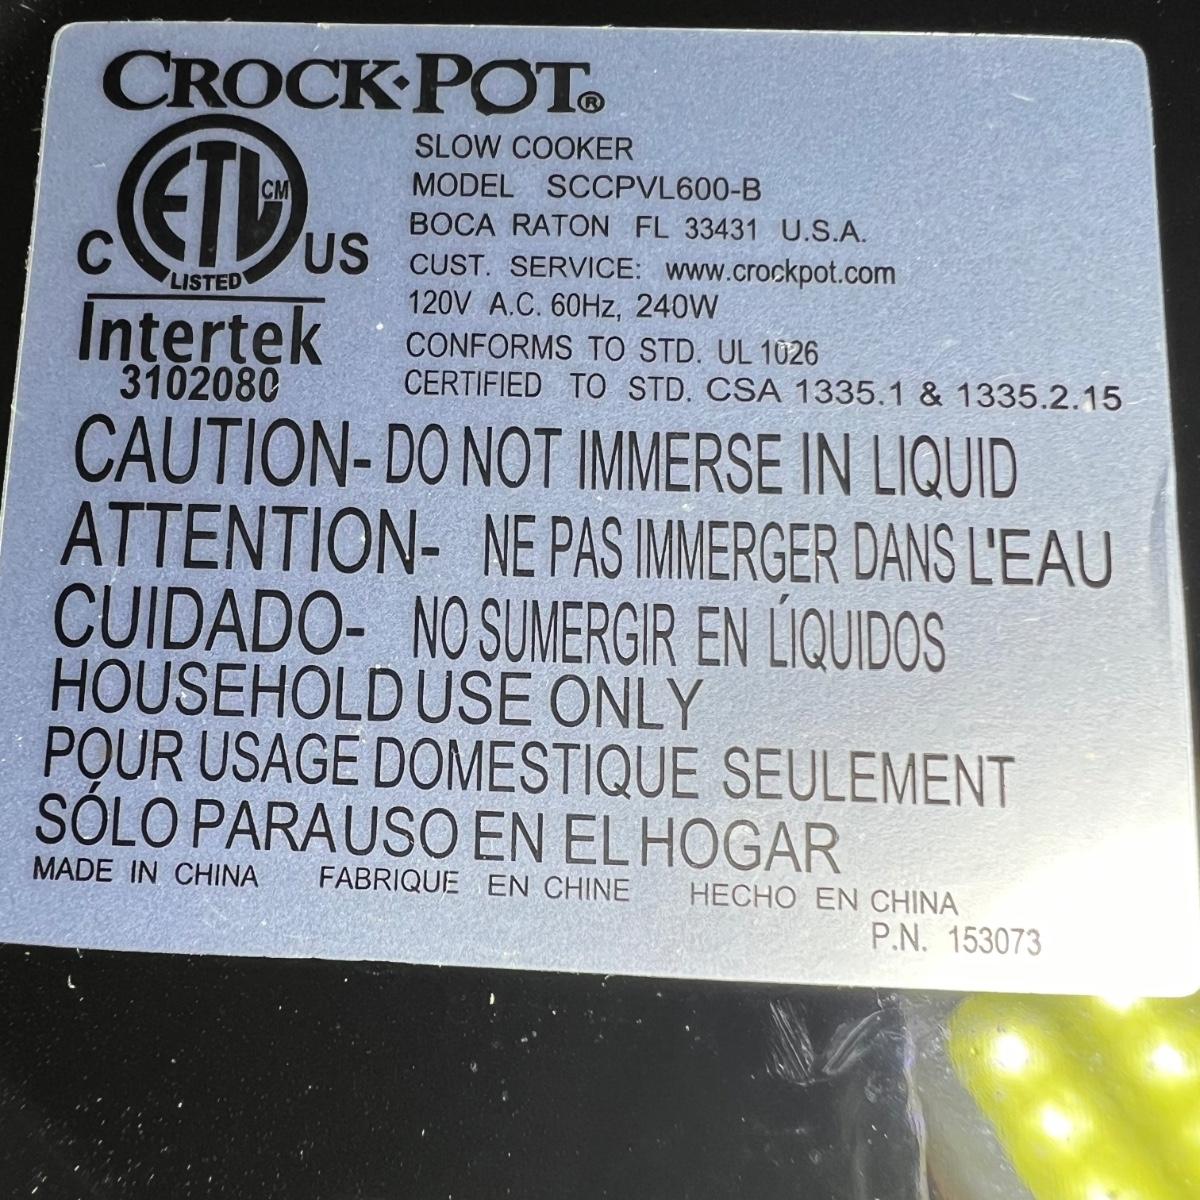 CROCK·POT®
SLOW COOKER
MODEL SCCPVL600-B
BOCA RATON FL 33431 U.S.A.
CUST. SERVICE: www.crockpot.com
120V A.C. 60Hz, 240W
CONFORMS TO STD. UL 1026
CERTIFIED TO STD. CSA 1335.1 & 1335.2.15
ETL CM
C US
LISTED
Intertek
3102080
CAUTION- DO NOT IMMERSE IN LIQUID
ATTENTION- NE PAS IMMERGER DANS L'EAU
CUIDADO- NO SUMERGIR EN LÍQUIDOS
HOUSEHOLD USE ONLY
POUR USAGE DOMESTIQUE SEULEMENT
SÓLO PARA USO EN EL HOGAR
MADE IN CHINA FABRIQUE EN CHINE HECHO EN CHINA
P.N. 153073